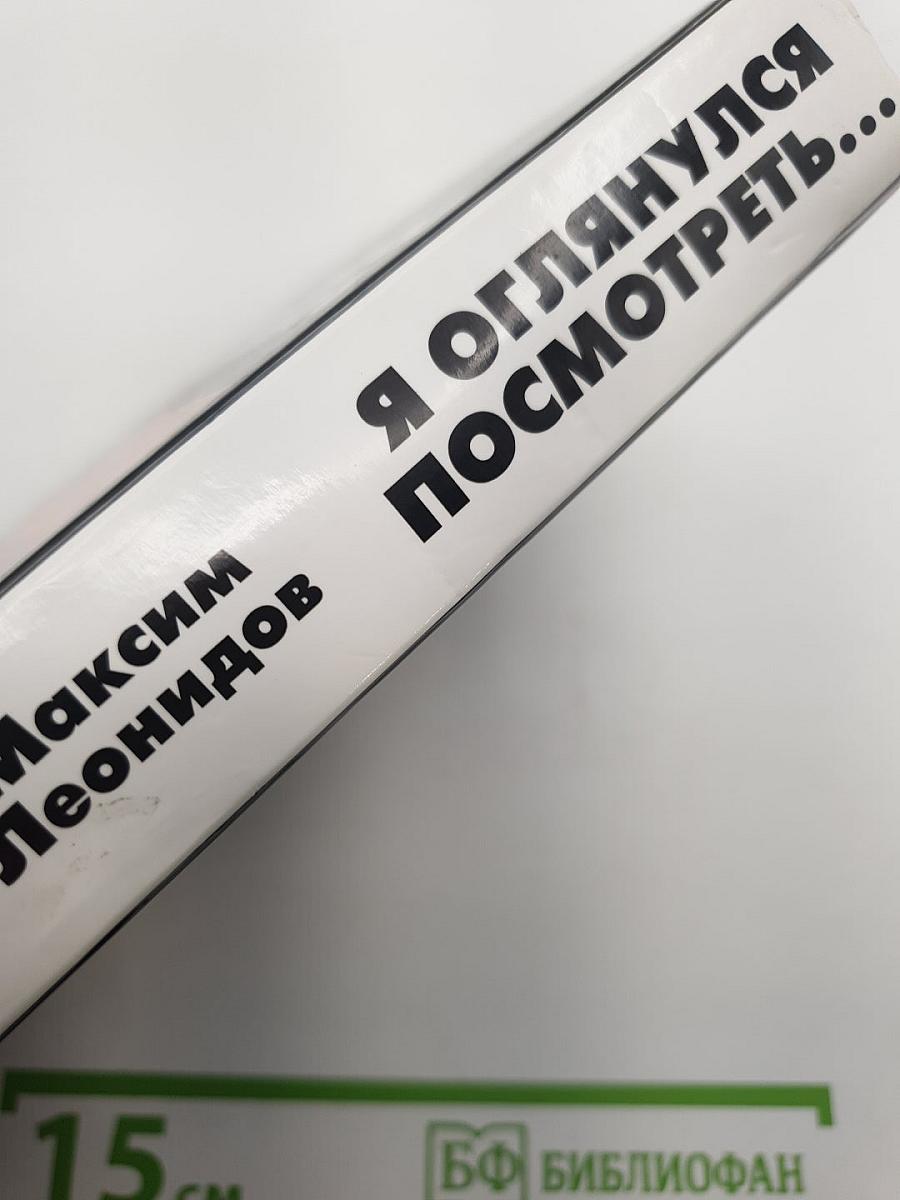 Я ОГЛЯНУЛСЯ
ПОСМОТРЕТЬ...
Максим
Леонидов
15 см
БФ БИБЛИОФАН